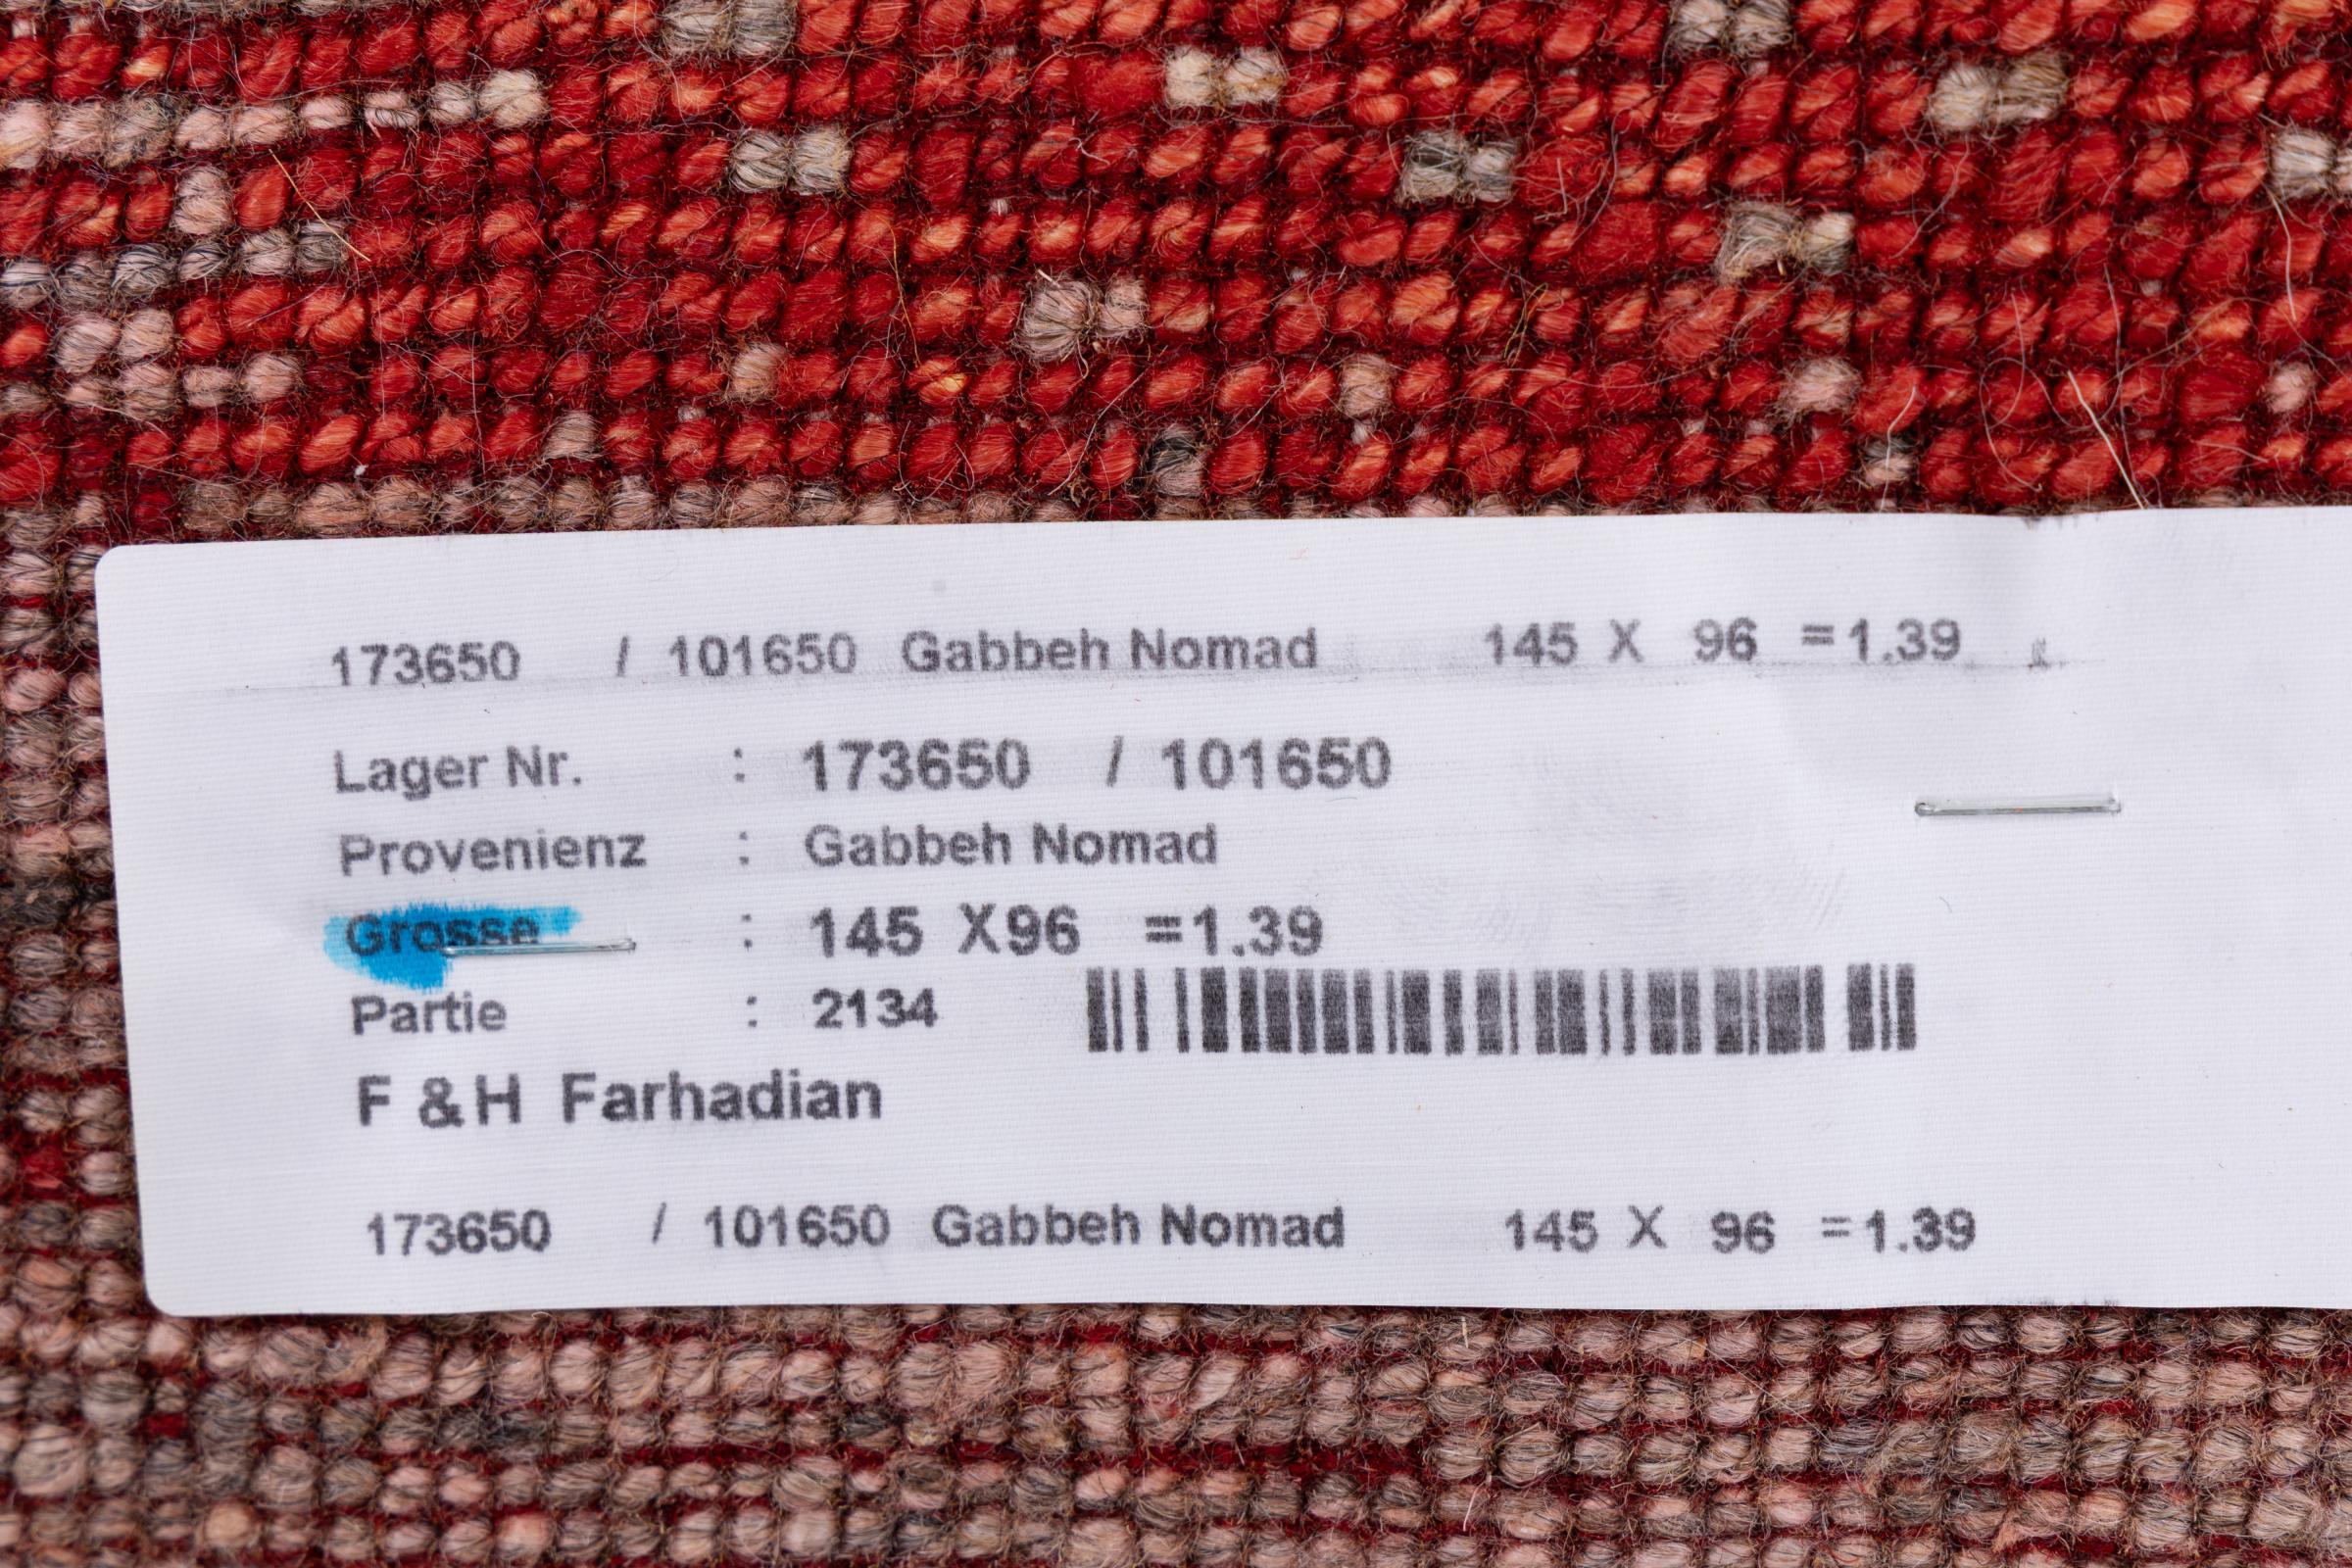 173650 / 101650 Gabbeh Nomad 145 X 96 =1.39
Lager Nr. : 173650 / 101650
Provenienz : Gabbeh Nomad
Grosse : 145 X96 =1.39
Partie : 2134
F &H Farhadian
173650 / 101650 Gabbeh Nomad 145 X 96 =1.39